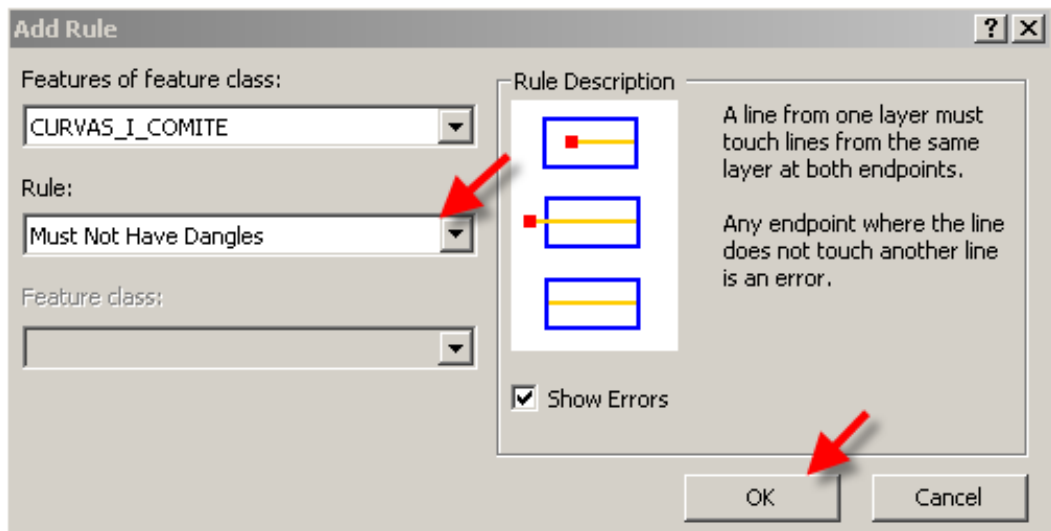 Add Rule
Features of feature class:
CURVAS_I_COMITE
Rule:
Must Not Have Dangles
Feature class:
Rule Description
A line from one layer must
touch lines from the same
layer at both endpoints.
Any endpoint where the line
does not touch another line
is an error.
Show Errors
OK
Cancel